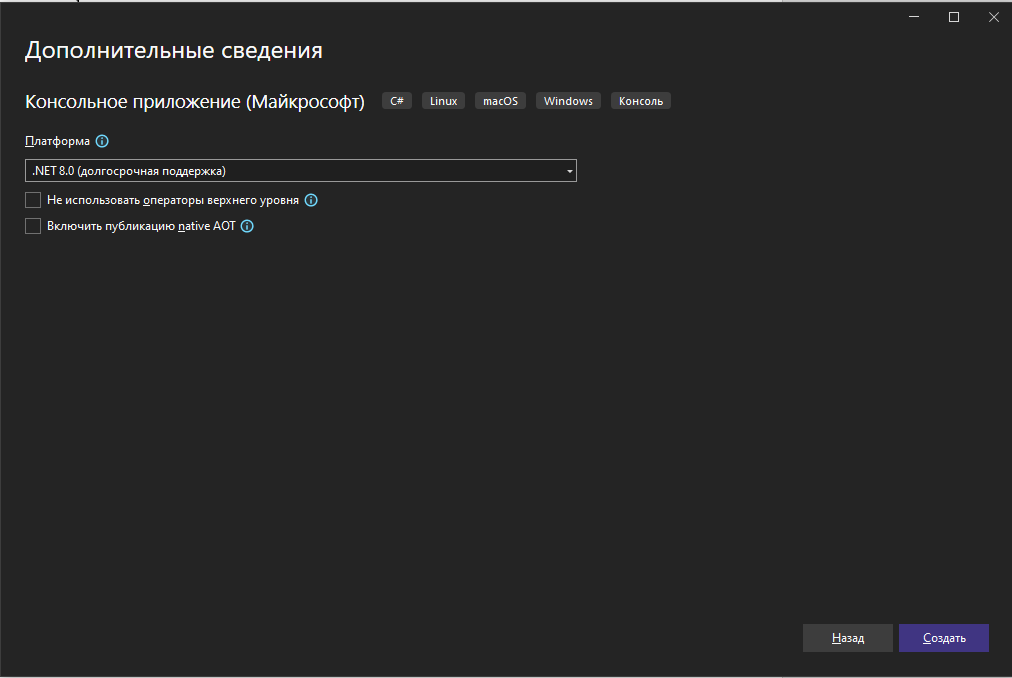 Дополнительные сведения
Консольное приложение (Майкрософт) C# Linux macOS Windows Консоль
Платформа
.NET 8.0 (долгосрочная поддержка)
Не использовать операторы верхнего уровня
Включить публикацию native AOT
Назад Создать